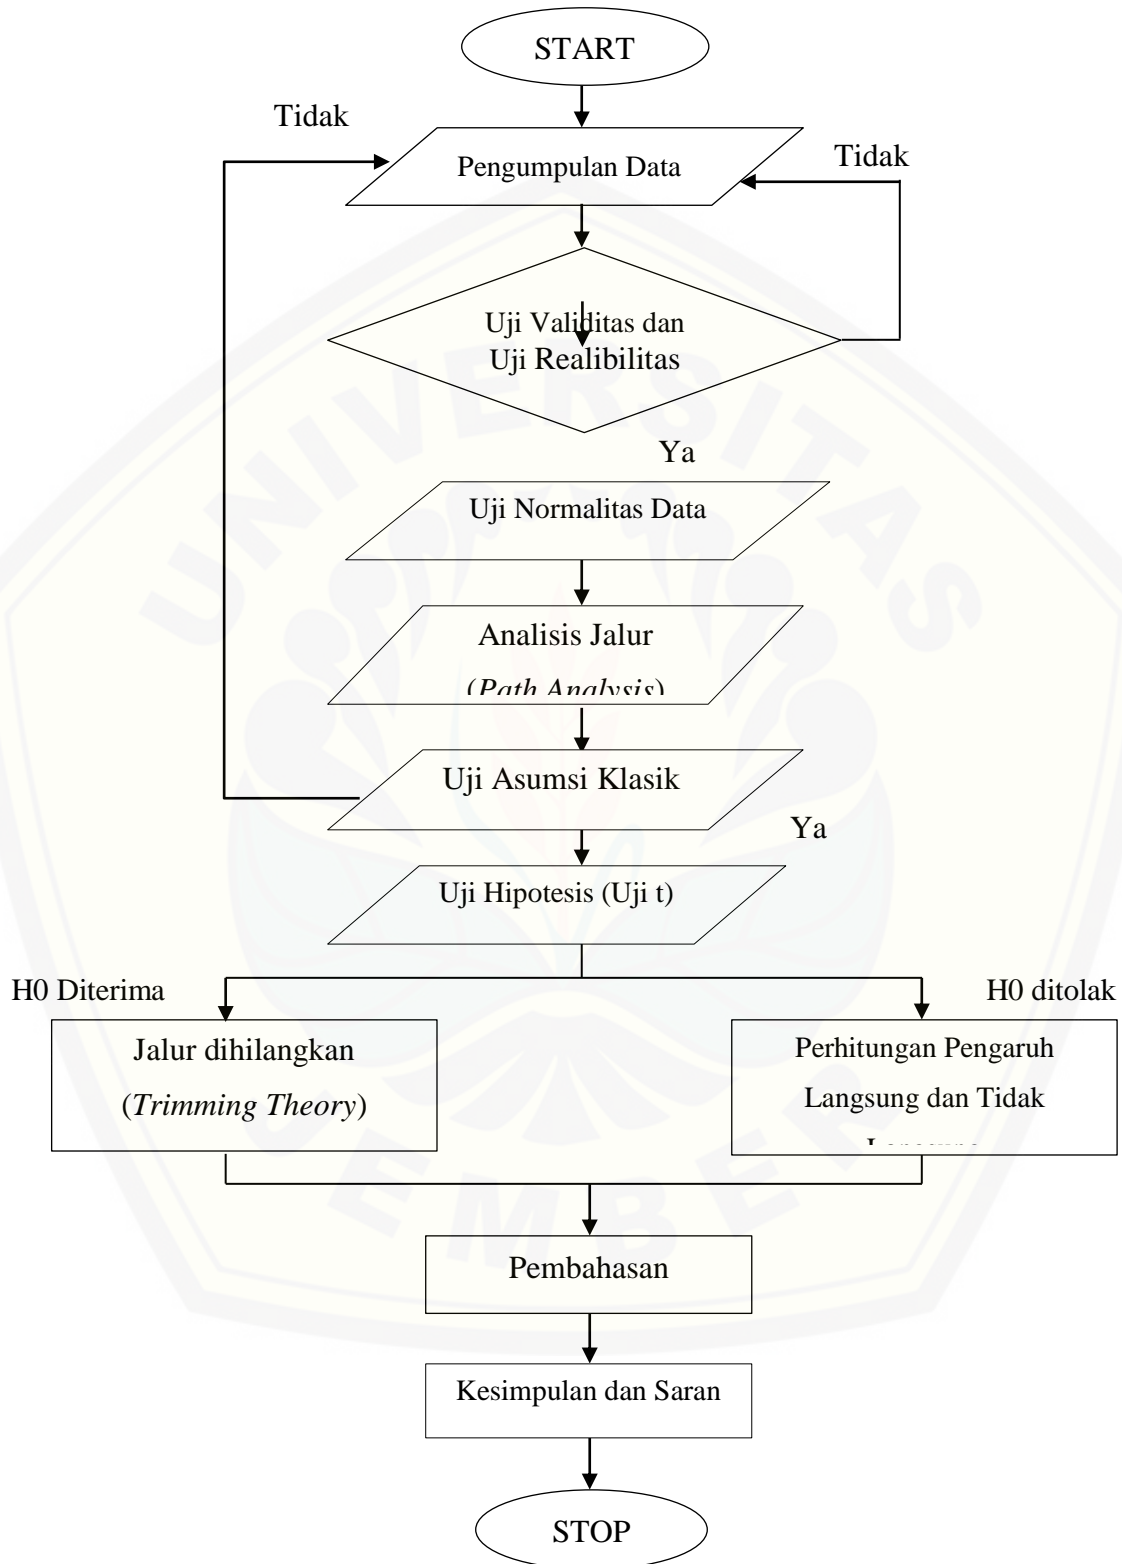 START
Tidak
Pengumpulan Data
Tidak
Uji Validitas dan
Uji Realibilitas
Ya
Uji Normalitas Data
Analisis Jalur
(Path Analysis)
Uji Asumsi Klasik
Ya
Uji Hipotesis (Uji t)
H0 Diterima
H0 ditolak
Jalur dihilangkan
(Trimming Theory)
Perhitungan Pengaruh
Langsung dan Tidak
Pembahasan
Kesimpulan dan Saran
STOP
UNIVERSITAS
JEMBER